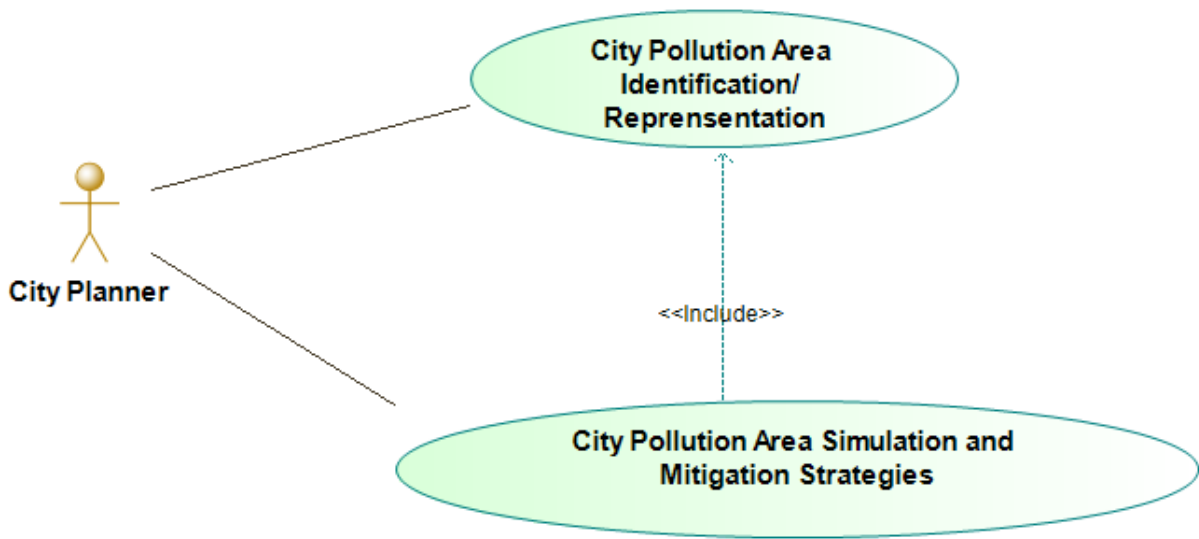 City Pollution Area
Identification/
Reprensentation
City Planner
<<Include>>
City Pollution Area Simulation and
Mitigation Strategies